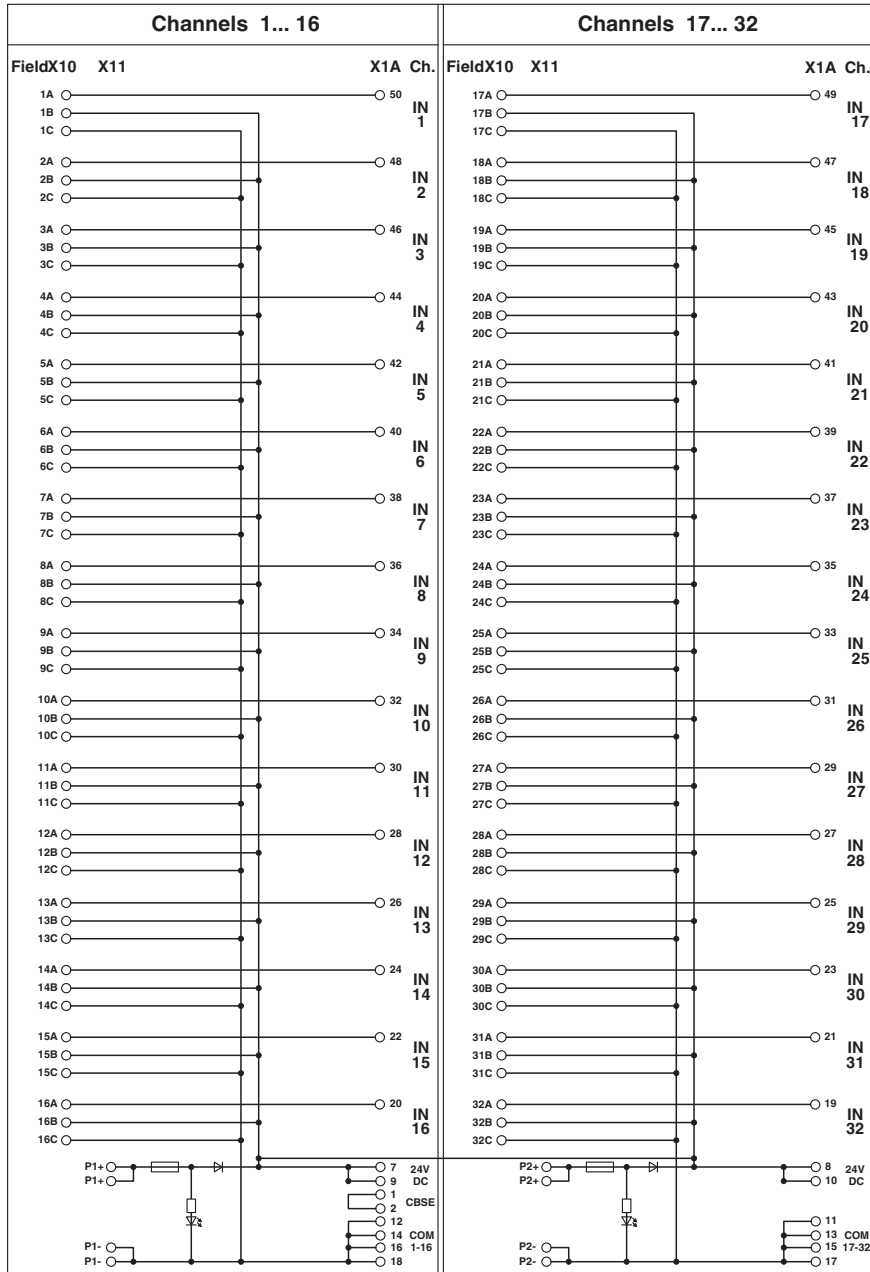 Channels 1... 16
FieldX10 X11 X1A Ch.
1A 50
1B IN
1C 1
2A 48
2B IN
2C 2
3A 46
3B IN
3C 3
4A 44
4B IN
4C 4
5A 42
5B IN
5C 5
6A 40
6B IN
6C 6
7A 38
7B IN
7C 7
8A 36
8B IN
8C 8
9A 34
9B IN
9C 9
10A 32
10B IN
10C 10
11A 30
11B IN
11C 11
12A 28
12B IN
12C 12
13A 26
13B IN
13C 13
14A 24
14B IN
14C 14
15A 22
15B IN
15C 15
16A 20
16B IN
16C 16
P1+ 7 24V
P1+ 9 DC
1
2 CBSE
12
14 COM
P1- 16 1-16
P1- 18
Channels 17... 32
FieldX10 X11 X1A Ch.
17A 49
17B IN
17C 17
18A 47
18B IN
18C 18
19A 45
19B IN
19C 19
20A 43
20B IN
20C 20
21A 41
21B IN
21C 21
22A 39
22B IN
22C 22
23A 37
23B IN
23C 23
24A 35
24B IN
24C 24
25A 33
25B IN
25C 25
26A 31
26B IN
26C 26
27A 29
27B IN
27C 27
28A 27
28B IN
28C 28
29A 25
29B IN
29C 29
30A 23
30B IN
30C 30
31A 21
31B IN
31C 31
32A 19
32B IN
32C 32
P2+ 8 24V
P2+ 10 DC
11
13 COM
P2- 15 17-32
P2- 17